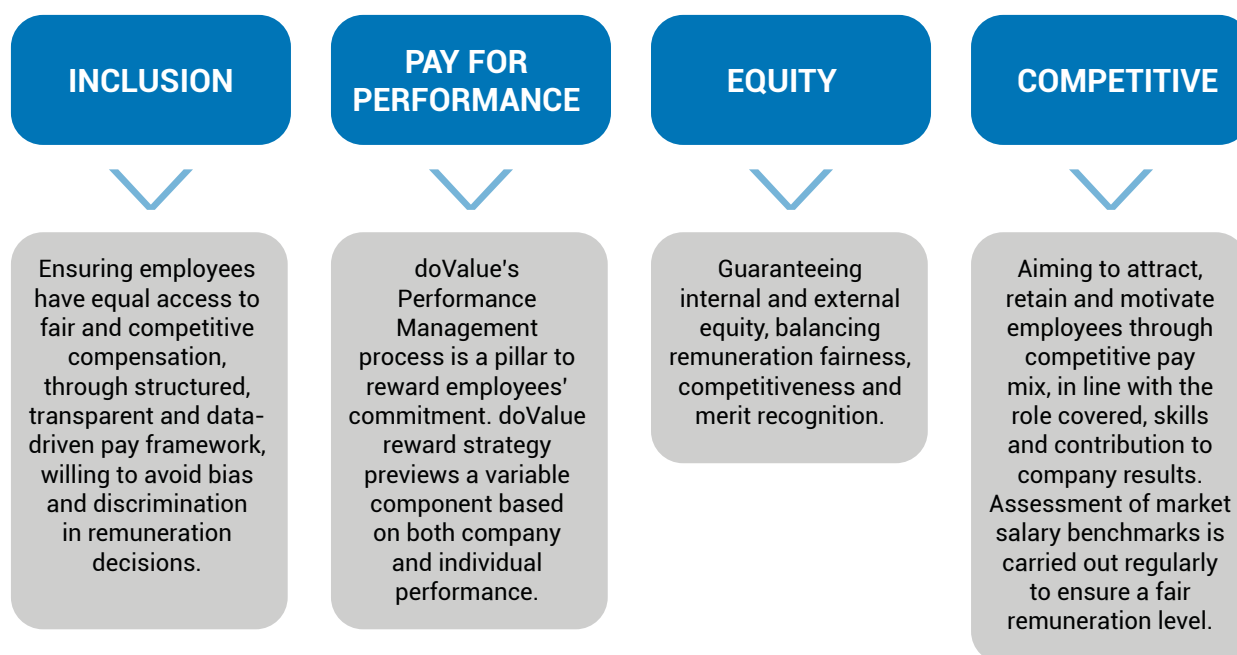 INCLUSION
Ensuring employees
have equal access to
fair and competitive
compensation,
through structured,
transparent and data-
driven pay framework,
willing to avoid bias
and discrimination
in remuneration
decisions.
PAY FOR
PERFORMANCE
doValue's
Performance
Management
process is a pillar to
reward employees'
commitment. doValue
reward strategy
previews a variable
component based
on both company
and individual
performance.
EQUITY
Guaranteeing
internal and external
equity, balancing
remuneration fairness,
competitiveness and
merit recognition.
COMPETITIVE
Aiming to attract,
retain and motivate
employees through
competitive pay
mix, in line with the
role covered, skills
and contribution to
company results.
Assessment of market
salary benchmarks is
carried out regularly
to ensure a fair
remuneration level.